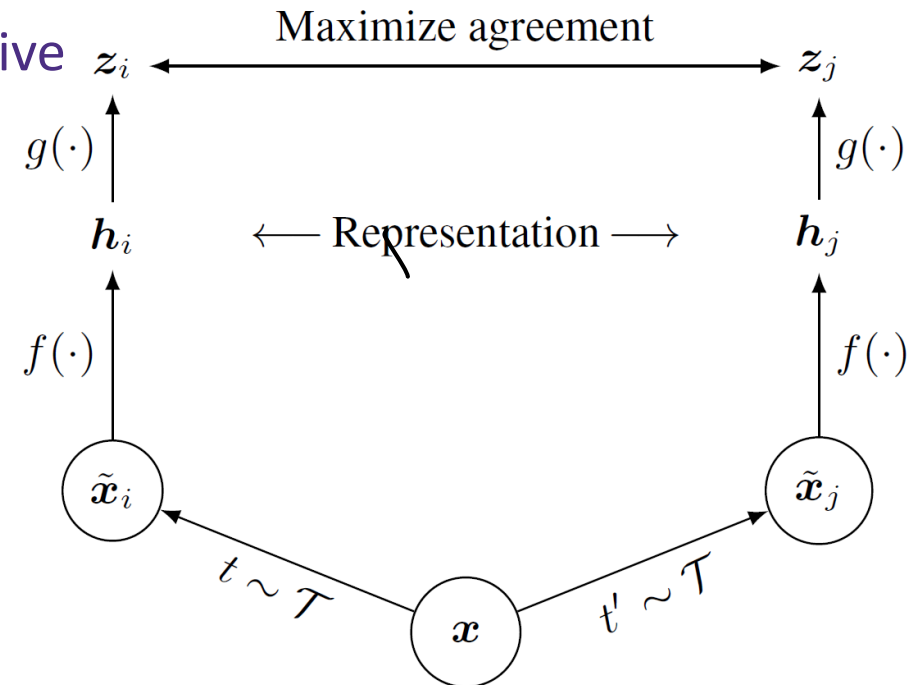 Maximize agreement
ive
z_i
z_j
g(·)
g(·)
h_i
← Representation →
h_j
f(·)
f(·)
x̃_i
x̃_j
t ∼ 𝒯
t′ ∼ 𝒯
x